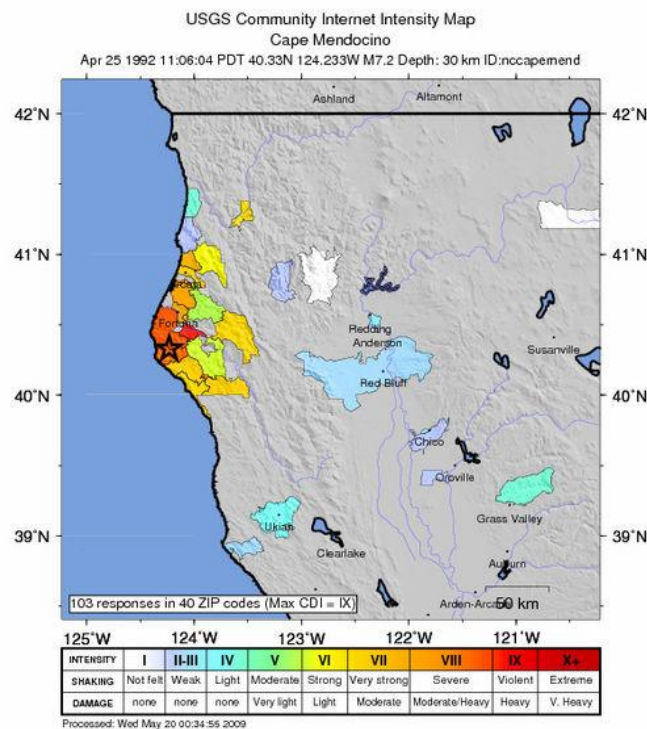 USGS Community Internet Intensity Map
Cape Mendocino
Apr 25 1992 11:06:04 PDT 40.33N 124.233W M7.2 Depth: 30 km ID:nccapemend
Ashland
Altamont
42°N
41°N
Fortuna
Redding
Anderson
Susanville
Red Bluff
40°N
Chico
Oroville
Grass Valley
Ukiah
39°N
Clearlake
Auburn
Arden-Arcade
50 km
103 responses in 40 ZIP codes (Max CDI = IX)
125°W 124°W 123°W 122°W 121°W
INTENSITY I II-III IV V VI VII VIII IX X+
SHAKING Not felt Weak Light Moderate Strong Very strong Severe Violent Extreme
DAMAGE none none none Very light Light Moderate Moderate/Heavy Heavy V. Heavy
Processed: Wed May 20 00:34:56 2009